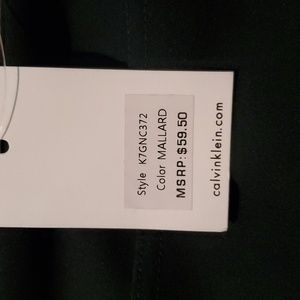 Style K7GNC372
Color MALLARD
MSRP: $59.50
calvinklein.com